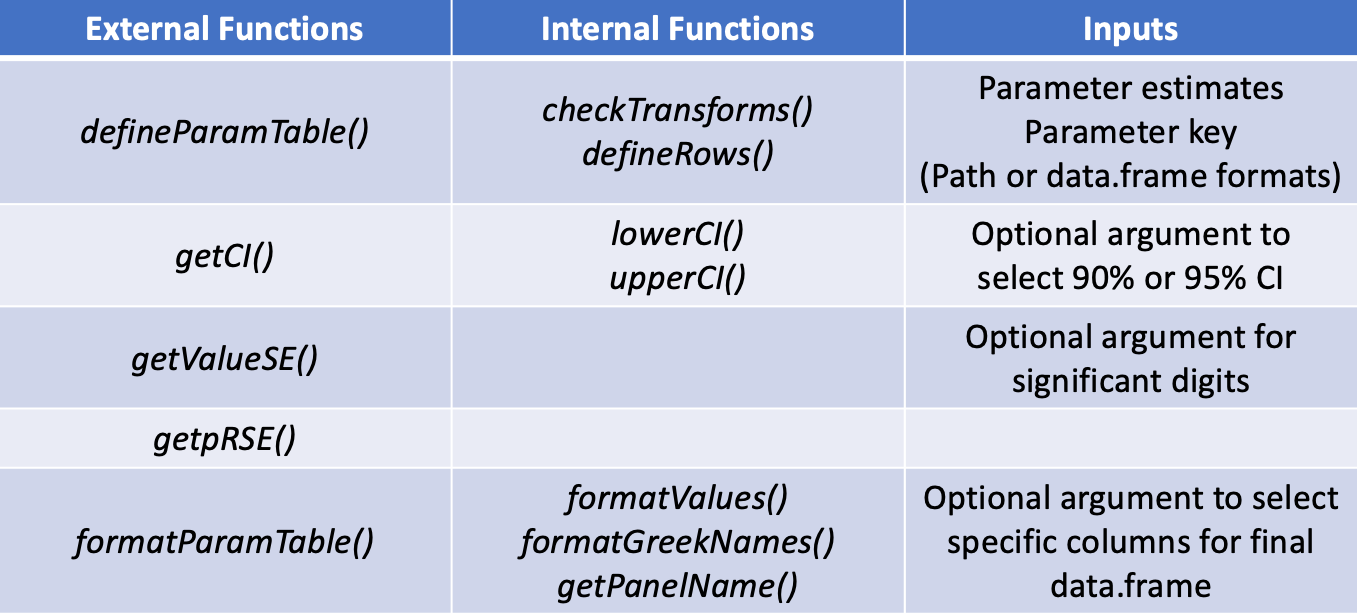 External Functions
Internal Functions
Inputs
defineParamTable()
checkTransforms()
defineRows()
Parameter estimates
Parameter key
(Path or data.frame formats)
getCI()
lowerCI()
upperCI()
Optional argument to
select 90% or 95% CI
getValueSE()
Optional argument for
significant digits
getpRSE()
formatParamTable()
formatValues()
formatGreekNames()
getPanelName()
Optional argument to select
specific columns for final
data.frame